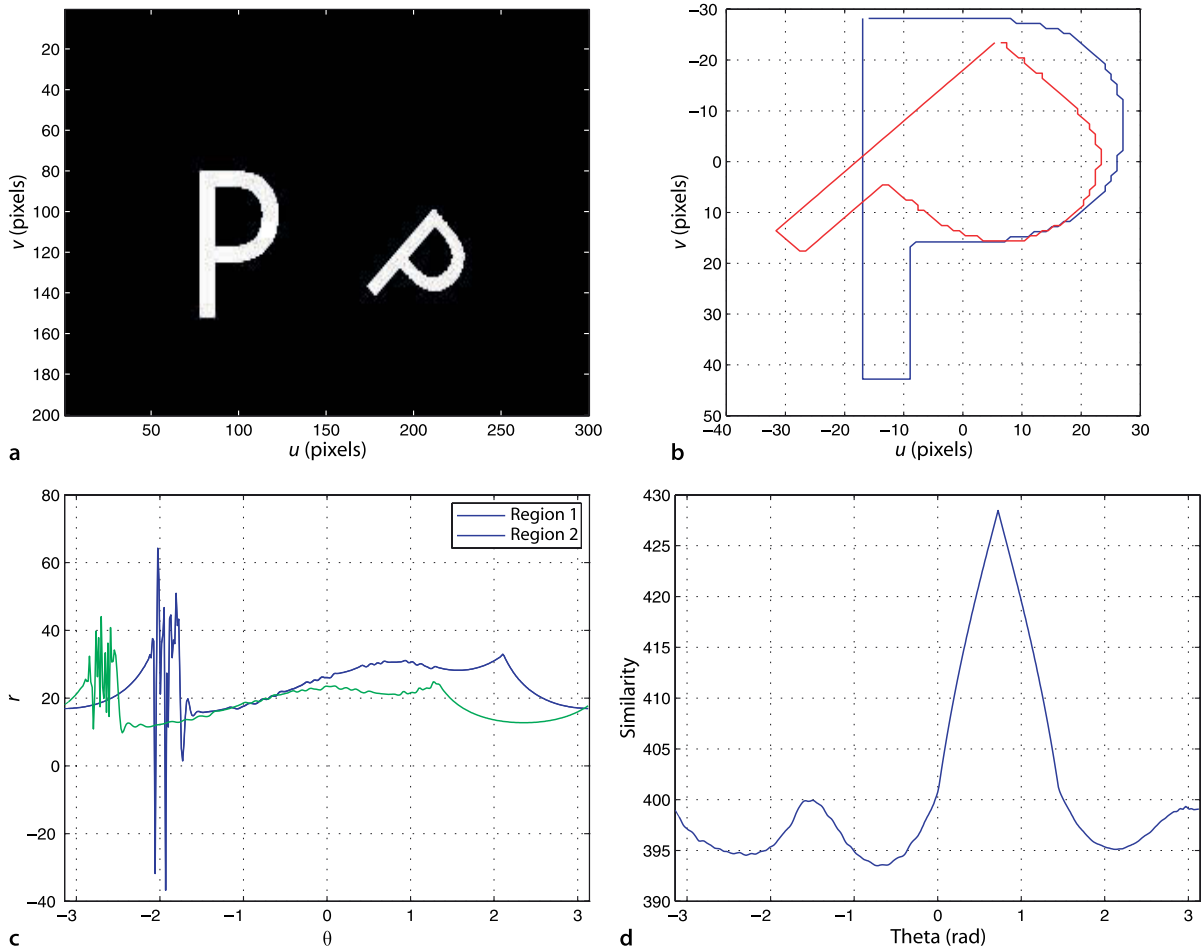 20
40
60
80
100
120
140
160
180
200
v (pixels)
P P
50 100 150 200 250 300
u (pixels)
a
−30
−20
−10
0
10
20
30
40
50
v (pixels)
−40 −30 −20 −10 0 10 20 30
u (pixels)
b
80
60
40
20
0
−20
−40
r
Region 1
Region 2
−3 −2 −1 0 1 2 3
θ
c
430
425
420
415
410
405
400
395
390
Similarity
−3 −2 −1 0 1 2 3
Theta (rad)
d